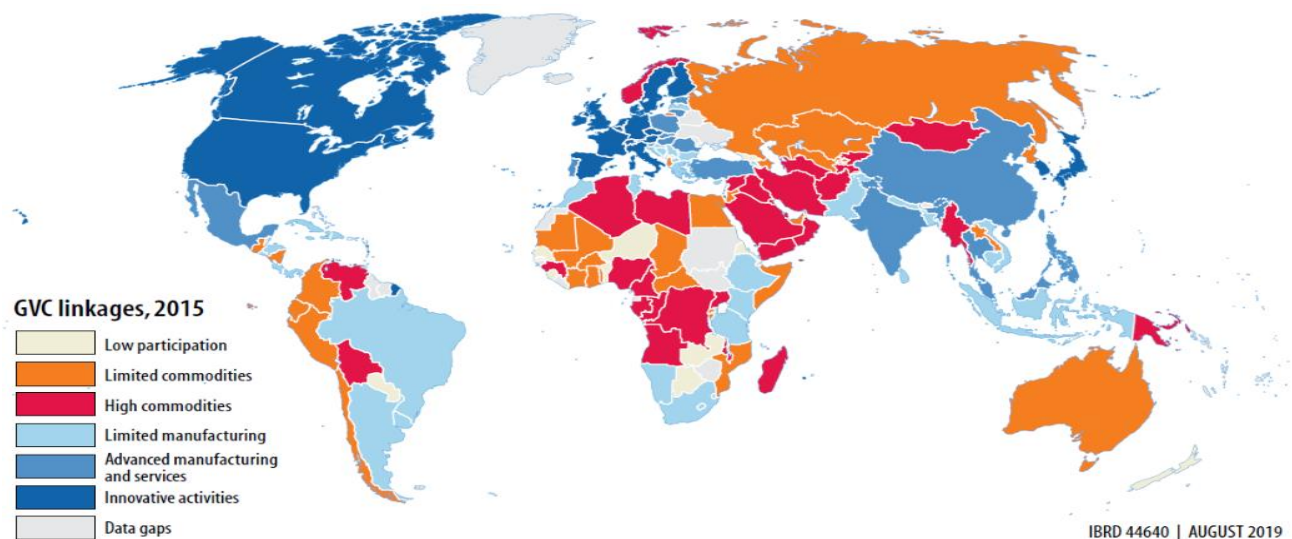 GVC linkages, 2015
Low participation
Limited commodities
High commodities
Limited manufacturing
Advanced manufacturing
and services
Innovative activities
Data gaps
IBRD 44640 | AUGUST 2019